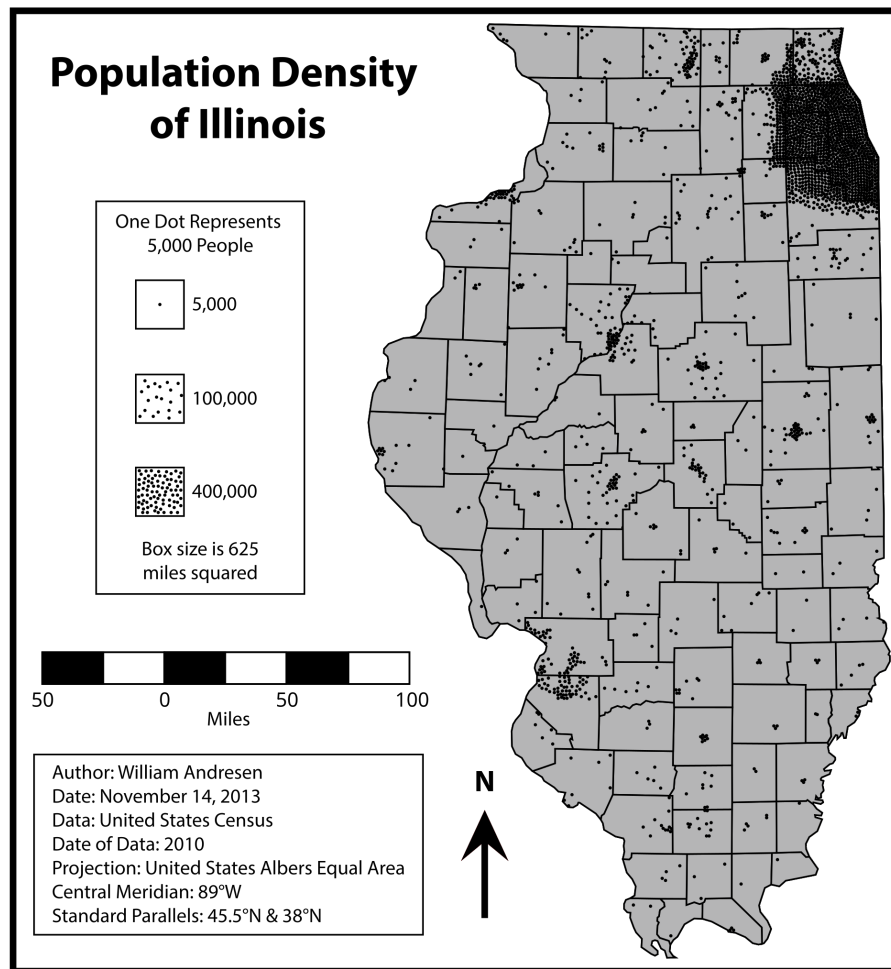 Population Density
of Illinois
One Dot Represents
5,000 People
5,000
100,000
400,000
Box size is 625
miles squared
50 0 50 100
Miles
Author: William Andresen
Date: November 14, 2013
Data: United States Census
Date of Data: 2010
Projection: United States Albers Equal Area
Central Meridian: 89°W
Standard Parallels: 45.5°N & 38°N
N